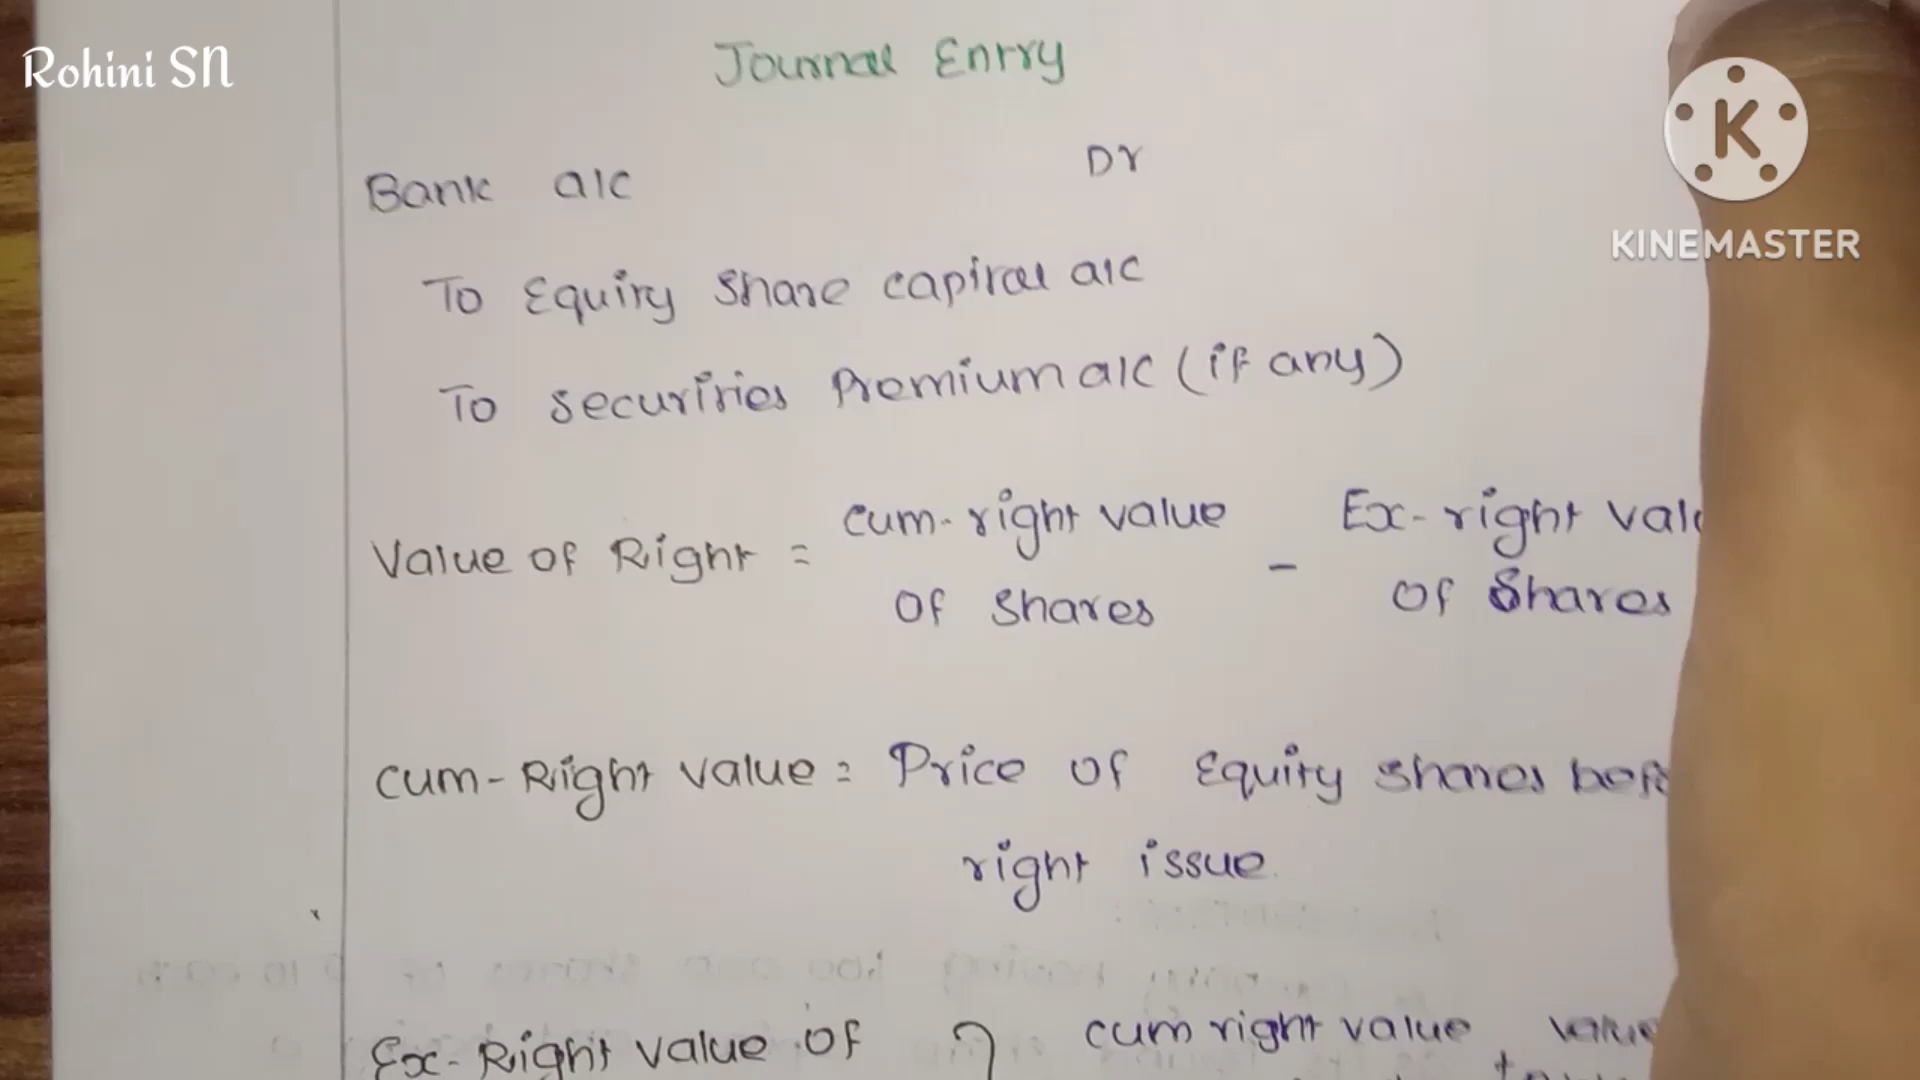 Rohini SN
Journal Entry
Bank a/c Dr
To Equity Share capital a/c
To securities Premium a/c (if any)
Value of Right = cum-right value of shares - Ex-right of Shares
cum-Right value = Price of Equity shares
right issue
Ex-Right value of cum right value
K
KINEMASTER